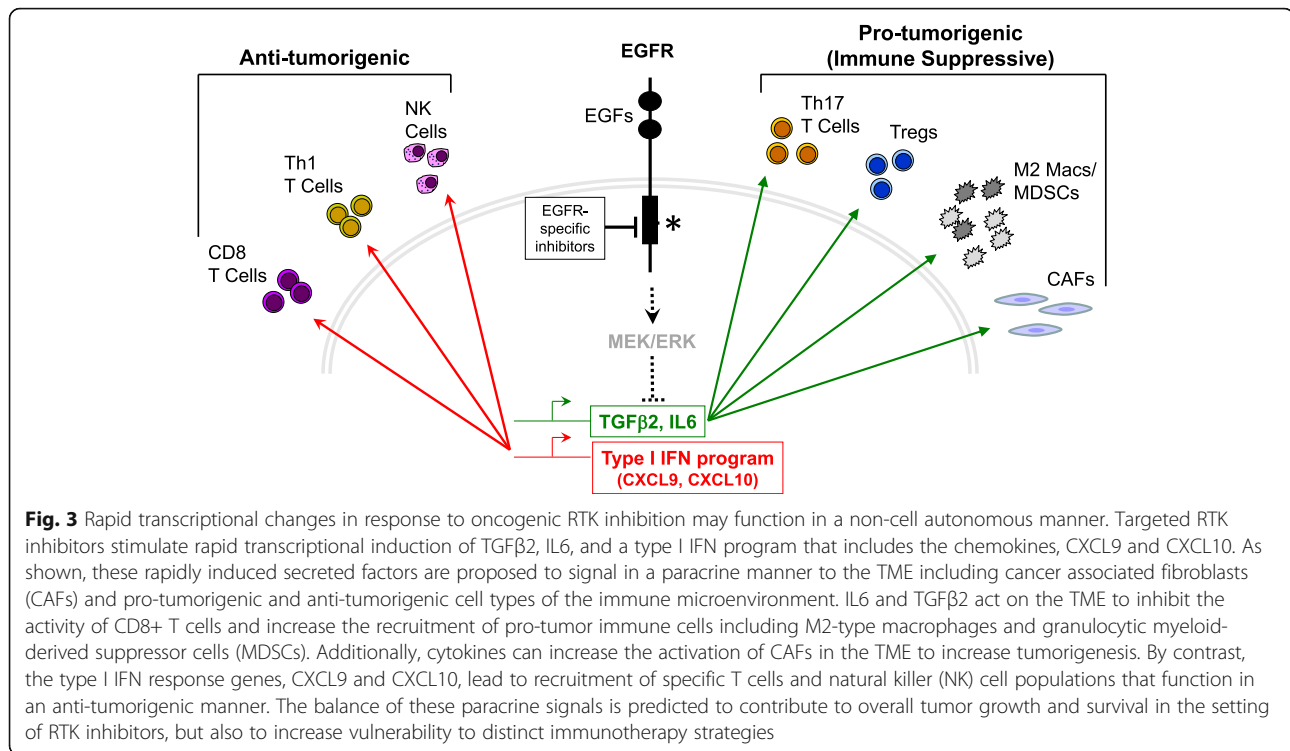 Anti-tumorigenic
EGFR
Pro-tumorigenic
(Immune Suppressive)
NK
Cells
Th1
T Cells
CD8
T Cells
EGFs
EGFR-
specific
inhibitors
*
MEK/ERK
Th17
T Cells
Tregs
M2 Macs/
MDSCs
CAFs
TGFβ2, IL6
Type I IFN program
(CXCL9, CXCL10)
Fig. 3 Rapid transcriptional changes in response to oncogenic RTK inhibition may function in a non-cell autonomous manner. Targeted RTK
inhibitors stimulate rapid transcriptional induction of TGFβ2, IL6, and a type I IFN program that includes the chemokines, CXCL9 and CXCL10. As
shown, these rapidly induced secreted factors are proposed to signal in a paracrine manner to the TME including cancer associated fibroblasts
(CAFs) and pro-tumorigenic and anti-tumorigenic cell types of the immune microenvironment. IL6 and TGFβ2 act on the TME to inhibit the
activity of CD8+ T cells and increase the recruitment of pro-tumor immune cells including M2-type macrophages and granulocytic myeloid-
derived suppressor cells (MDSCs). Additionally, cytokines can increase the activation of CAFs in the TME to increase tumorigenesis. By contrast,
the type I IFN response genes, CXCL9 and CXCL10, lead to recruitment of specific T cells and natural killer (NK) cell populations that function in
an anti-tumorigenic manner. The balance of these paracrine signals is predicted to contribute to overall tumor growth and survival in the setting
of RTK inhibitors, but also to increase vulnerability to distinct immunotherapy strategies